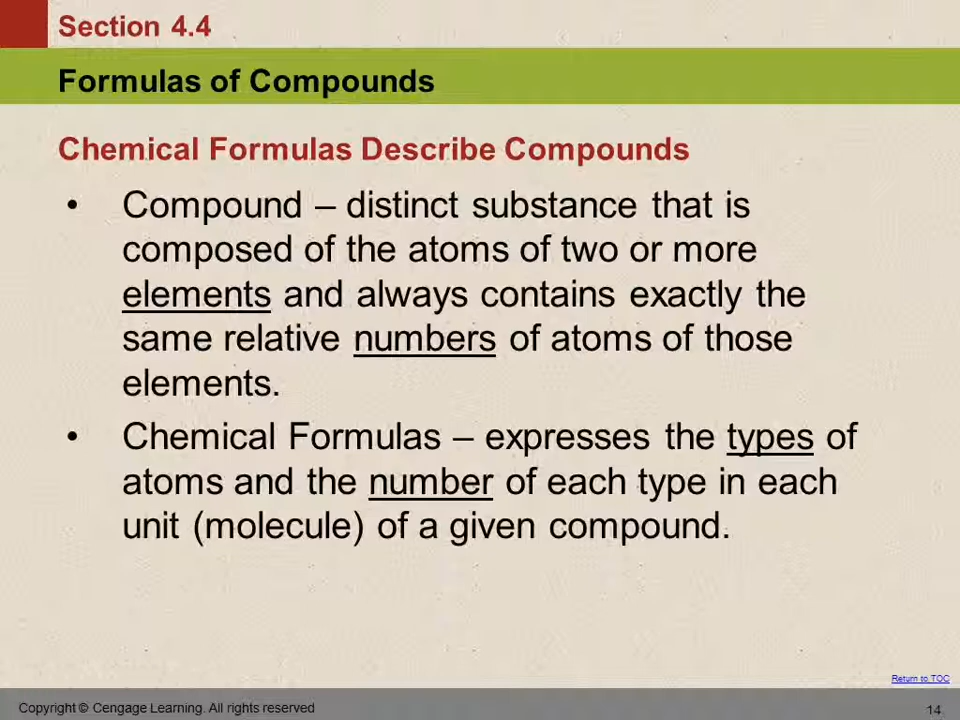 Section 4.4
Formulas of Compounds
Chemical Formulas Describe Compounds
• Compound – distinct substance that is
composed of the atoms of two or more
elements and always contains exactly the
same relative numbers of atoms of those
elements.
• Chemical Formulas – expresses the types of
atoms and the number of each type in each
unit (molecule) of a given compound.
Return to TOC
Copyright © Cengage Learning. All rights reserved
14